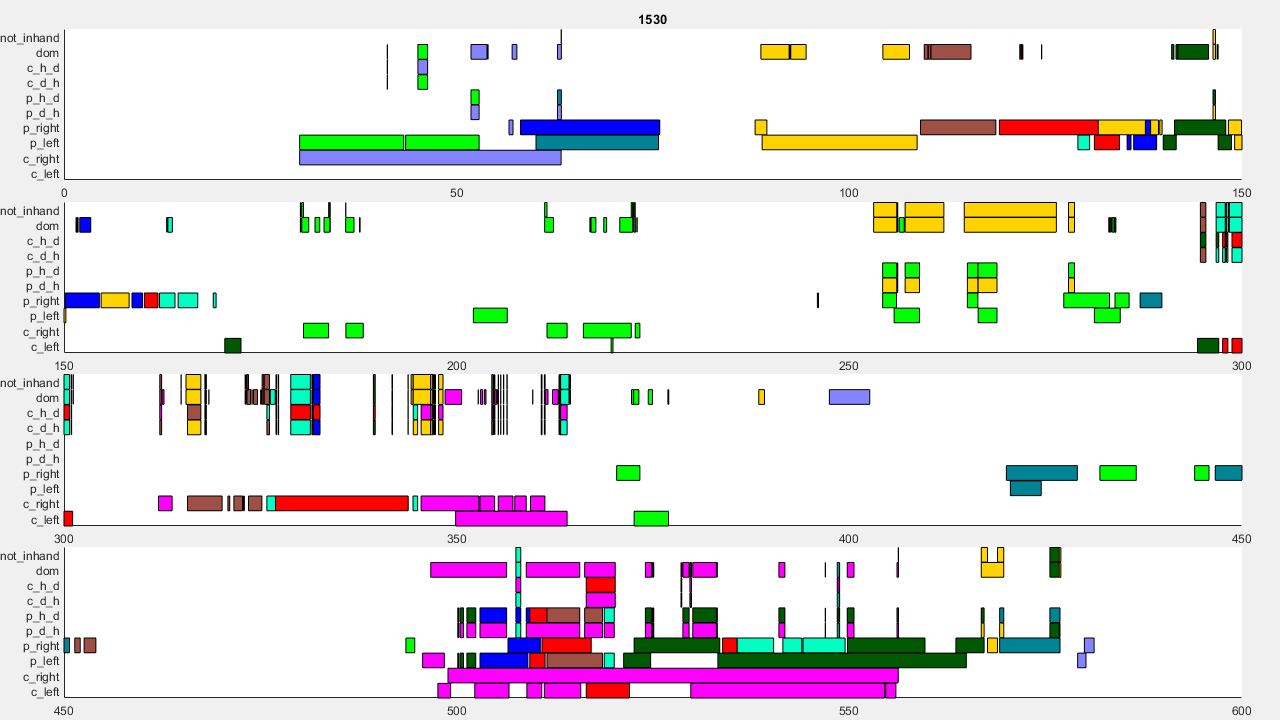 1530
not_inhand
dom
c_h_d
c_d_h
p_h_d
p_d_h
p_right
p_left
c_right
c_left
0 50 100 150
not_inhand
dom
c_h_d
c_d_h
p_h_d
p_d_h
p_right
p_left
c_right
c_left
150 200 250 300
not_inhand
dom
c_h_d
c_d_h
p_h_d
p_d_h
p_right
p_left
c_right
c_left
300 350 400 450
not_inhand
dom
c_h_d
c_d_h
p_h_d
p_d_h
p_right
p_left
c_right
c_left
450 500 550 600